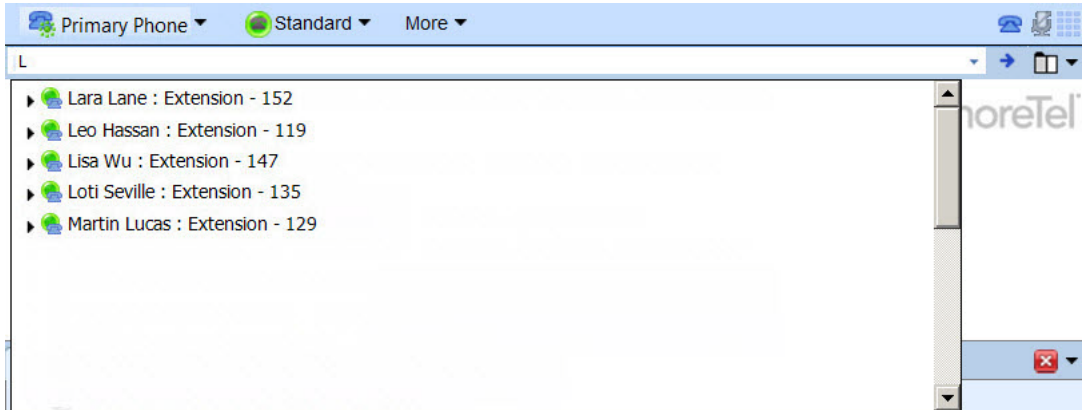 Primary Phone Standard More
L
Lara Lane : Extension - 152
Leo Hassan : Extension - 119
Lisa Wu : Extension - 147
Loti Seville : Extension - 135
Martin Lucas : Extension - 129